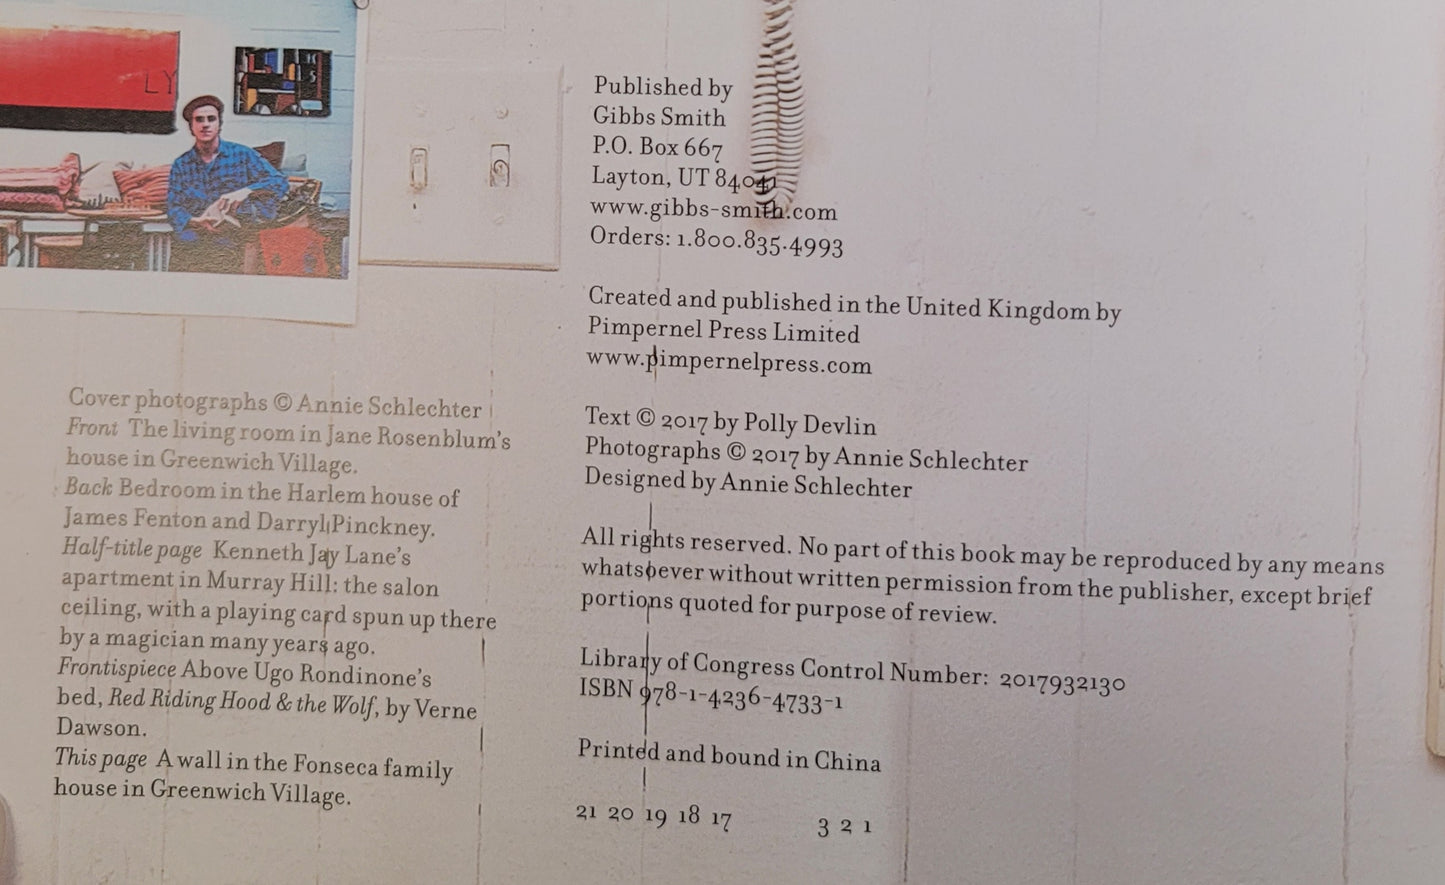 LY
Cover photographs © Annie Schlechter
Front The living room in Jane Rosenblum's
house in Greenwich Village.
Back Bedroom in the Harlem house of
James Fenton and Darryl Pinckney.
Half-title page Kenneth Jay Lane's
apartment in Murray Hill: the salon
ceiling, with a playing card spun up there
by a magician many years ago.
Frontispiece Above Ugo Rondinone's
bed, Red Riding Hood & the Wolf, by Verne
Dawson.
This page A wall in the Fonseca family
house in Greenwich Village.
Published by
Gibbs Smith
P.O. Box 667
Layton, UT 84041
www.gibbs-smith.com
Orders: 1.800.835.4993
Created and published in the United Kingdom by
Pimpernel Press Limited
www.pimpernelpress.com
Text © 2017 by Polly Devlin
Photographs © 2017 by Annie Schlechter
Designed by Annie Schlechter
All rights reserved. No part of this book may be reproduced by any means
whatsoever without written permission from the publisher, except brief
portions quoted for purpose of review.
Library of Congress Control Number: 2017932130
ISBN 978-1-4236-4733-1
Printed and bound in China
21 20 19 18 17 3 2 1